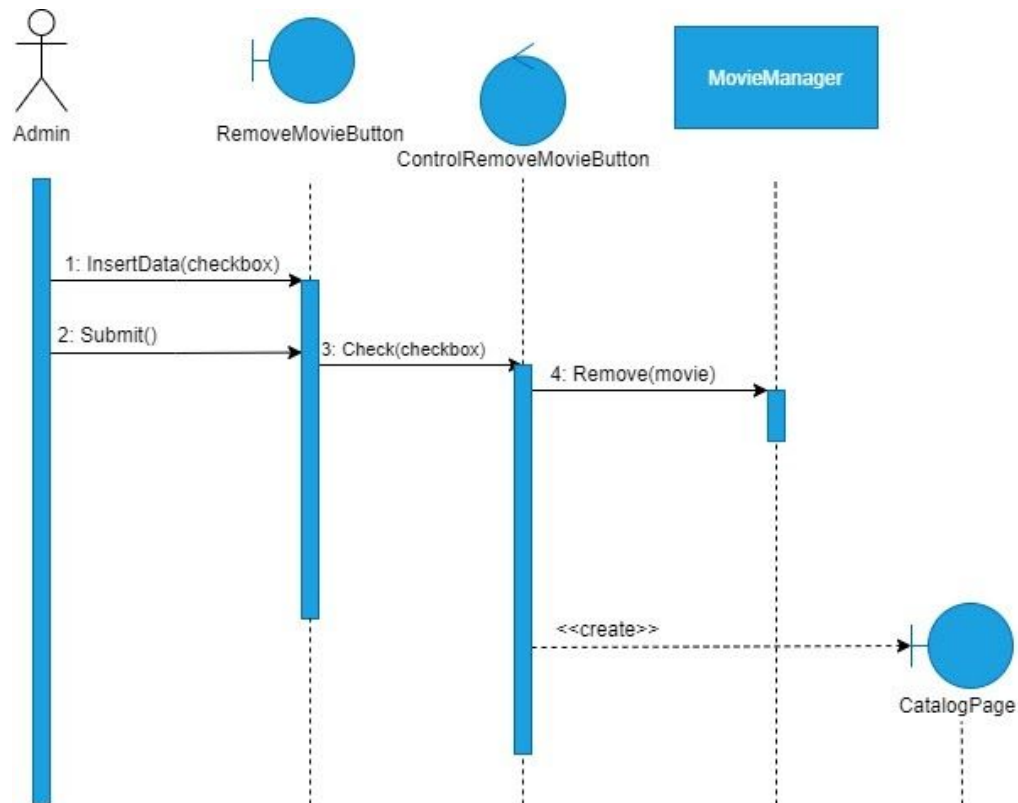 MovieManager
Admin
RemoveMovieButton
ControlRemoveMovieButton
1: InsertData(checkbox)
2: Submit()
3: Check(checkbox)
4: Remove(movie)
<<create>>
CatalogPage